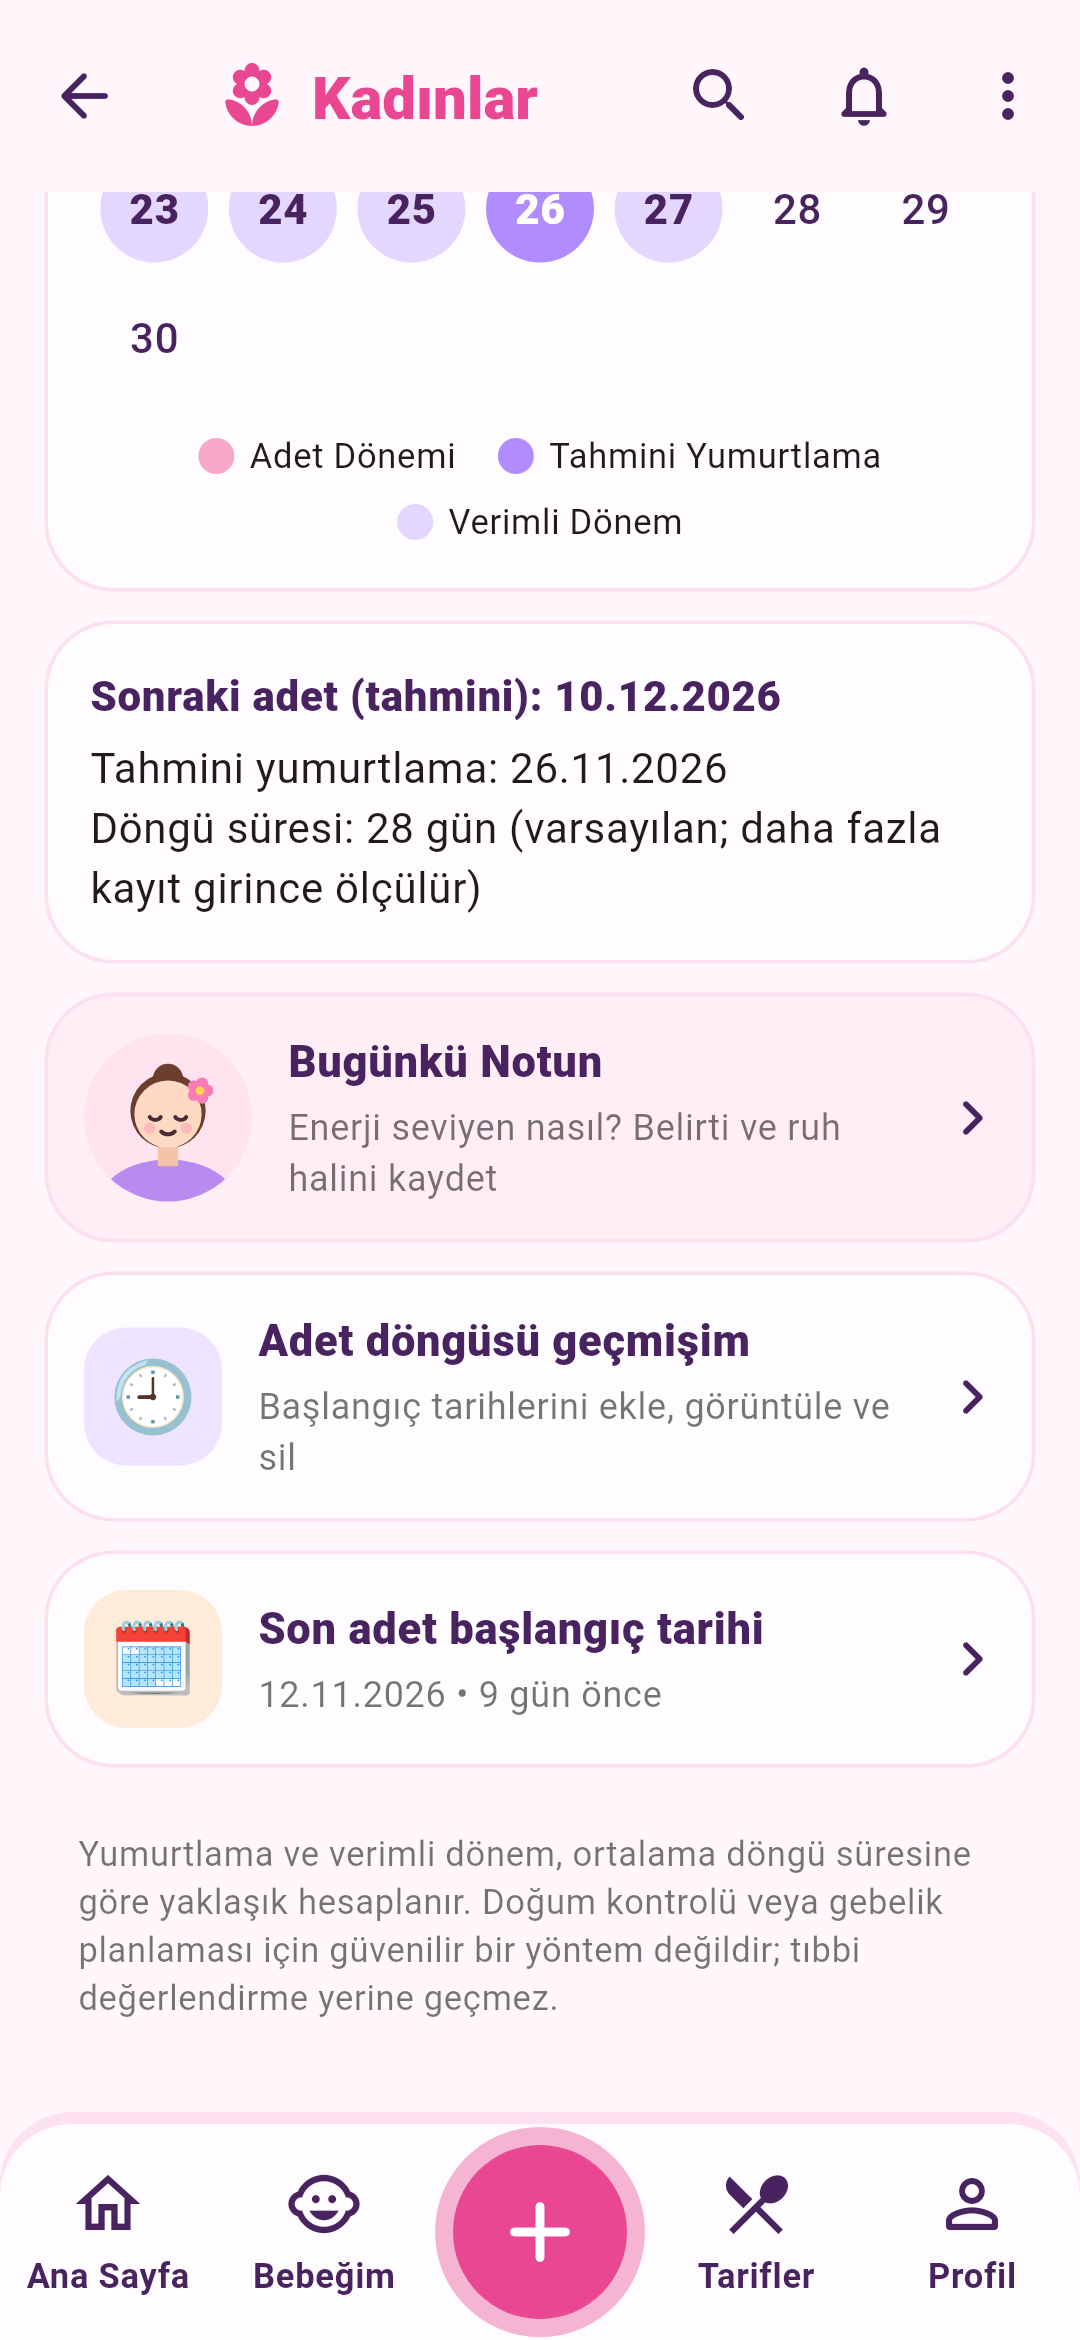 Kadınlar
23 24 25 26 27 28 29
30
Adet Dönemi Tahmini Yumurtlama
Verimli Dönem
Sonraki adet (tahmini): 10.12.2026
Tahmini yumurtlama: 26.11.2026
Döngü süresi: 28 gün (varsayılan; daha fazla
kayıt girince ölçülür)
Bugünkü Notun
Enerji seviyen nasıl? Belirti ve ruh
halini kaydet
Adet döngüsü geçmişim
Başlangıç tarihlerini ekle, görüntüle ve
sil
Son adet başlangıç tarihi
12.11.2026 • 9 gün önce
Yumurtlama ve verimli dönem, ortalama döngü süresine
göre yaklaşık hesaplanır. Doğum kontrolü veya gebelik
planlaması için güvenilir bir yöntem değildir; tıbbi
değerlendirme yerine geçmez.
Ana Sayfa Bebeğim Tarifler Profil